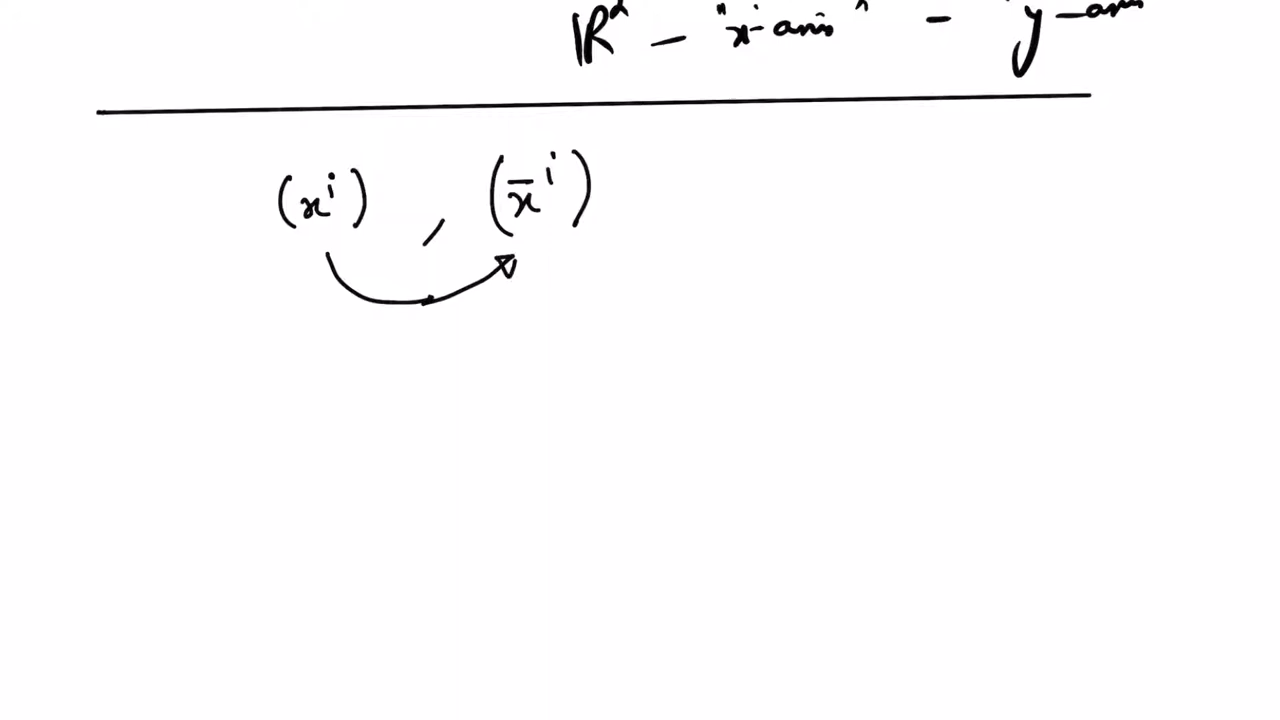 ℝ² - "x-axis" - "y-axis
(xⁱ) , (x̄ⁱ)